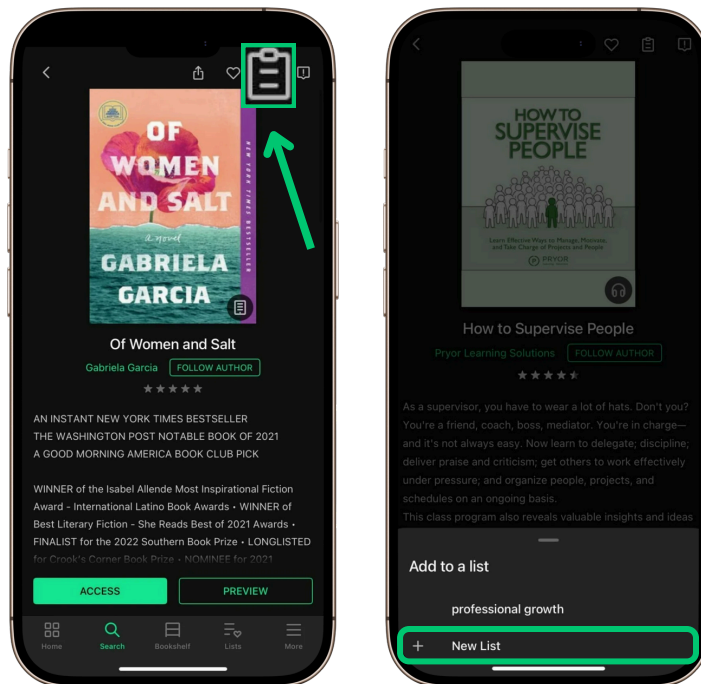 OF
WOMEN
AND SALT
a novel
GABRIELA
GARCIA
NEW YORK TIMES BESTSELLER
Of Women and Salt
Gabriela Garcia FOLLOW AUTHOR
AN INSTANT NEW YORK TIMES BESTSELLER
THE WASHINGTON POST NOTABLE BOOK OF 2021
A GOOD MORNING AMERICA BOOK CLUB PICK
WINNER of the Isabel Allende Most Inspirational Fiction
Award - International Latino Book Awards • WINNER of
Best Literary Fiction - She Reads Best of 2021 Awards •
FINALIST for the 2022 Southern Book Prize • LONGLISTED
for Crook's Corner Book Prize • NOMINEE for 2021
ACCESS PREVIEW
Home Search Bookshelf Lists More
HOW TO
SUPERVISE
PEOPLE
Learn Effective Ways to Manage, Motivate
and Take Charge of Projects and People
PRYOR
How to Supervise People
Pryor Learning Solutions FOLLOW AUTHOR
As a supervisor, you have to wear a lot of hats. Don't you?
You're a friend, coach, boss, mediator. You're in charge—
and it's not always easy. Now learn to delegate; discipline;
deliver praise and criticism; get others to work effectively
under pressure; and organize people, projects, and
schedules on an ongoing basis.
This class program also reveals valuable insights and ideas
Add to a list
professional growth
+ New List